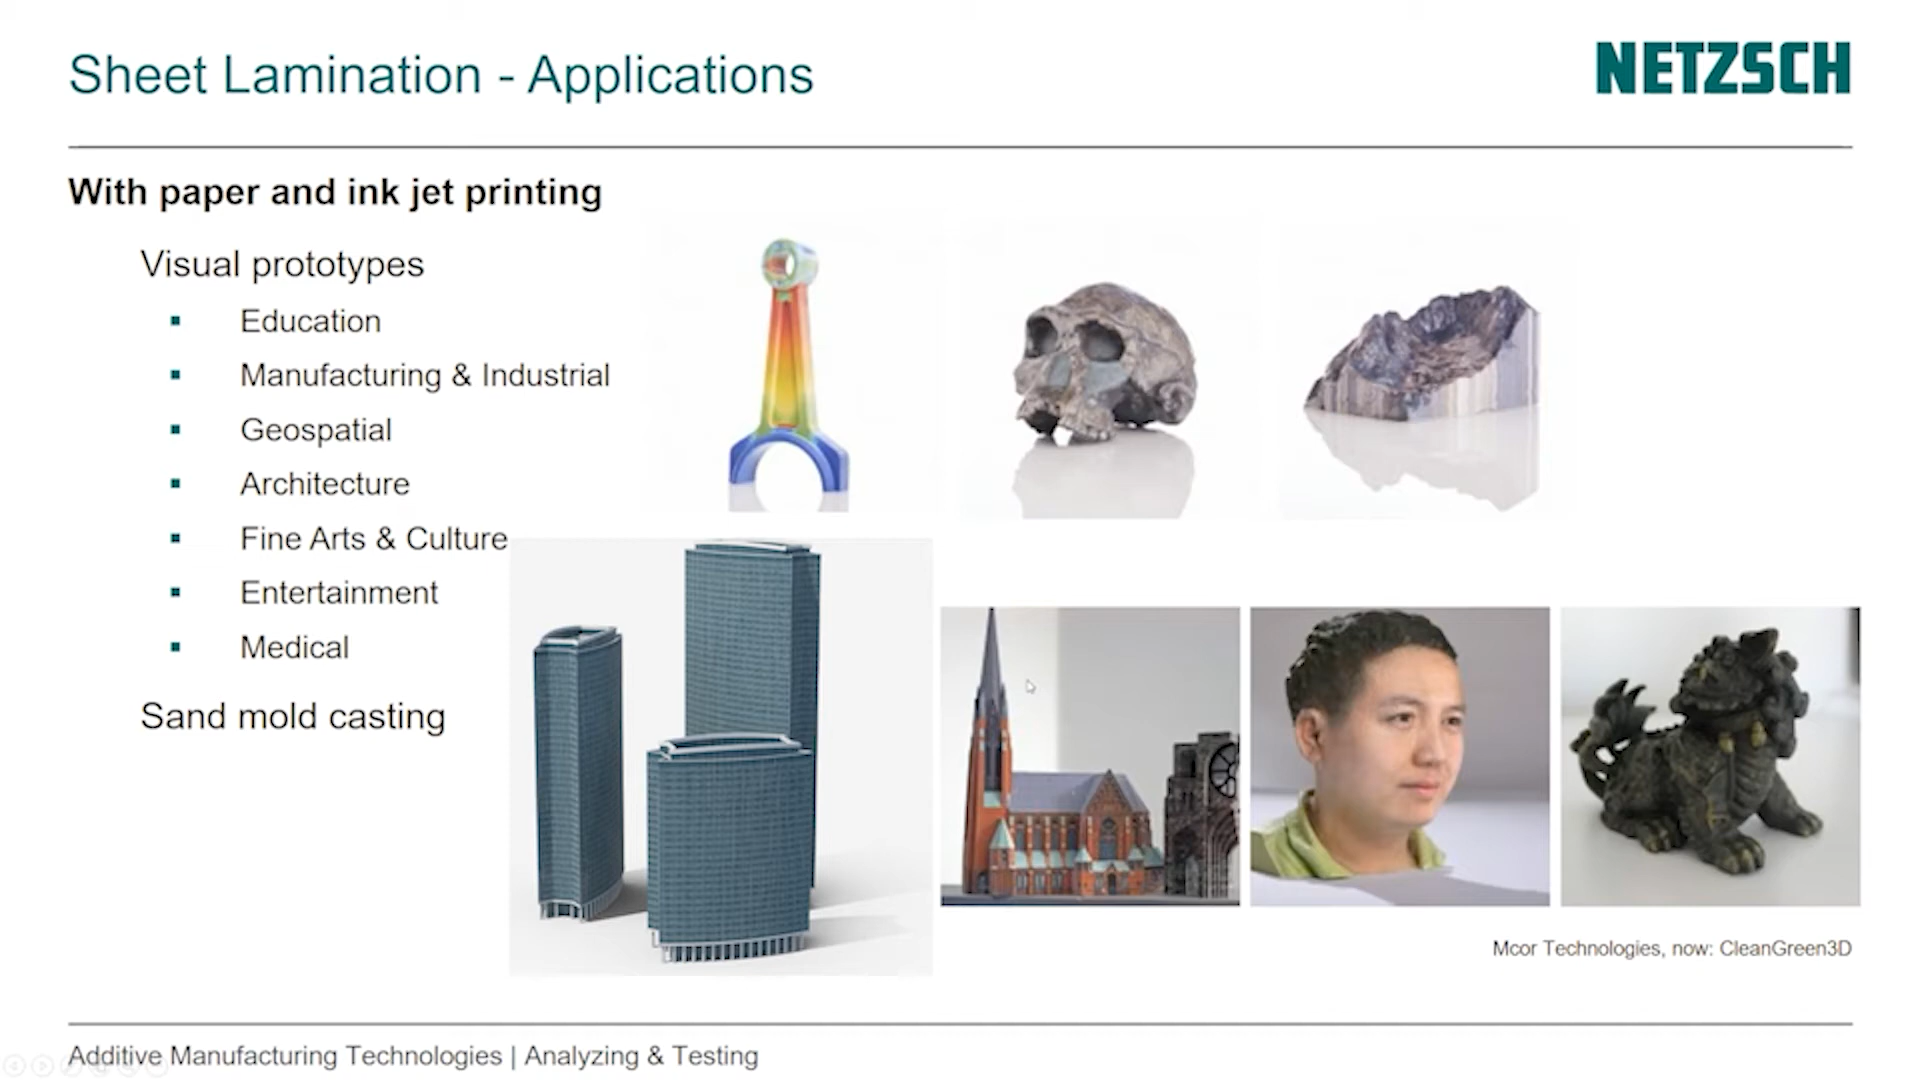 Sheet Lamination - Applications
NETZSCH
With paper and ink jet printing
Visual prototypes
Education
Manufacturing & Industrial
Geospatial
Architecture
Fine Arts & Culture
Entertainment
Medical
Sand mold casting
Mcor Technologies, now: CleanGreen3D
Additive Manufacturing Technologies | Analyzing & Testing